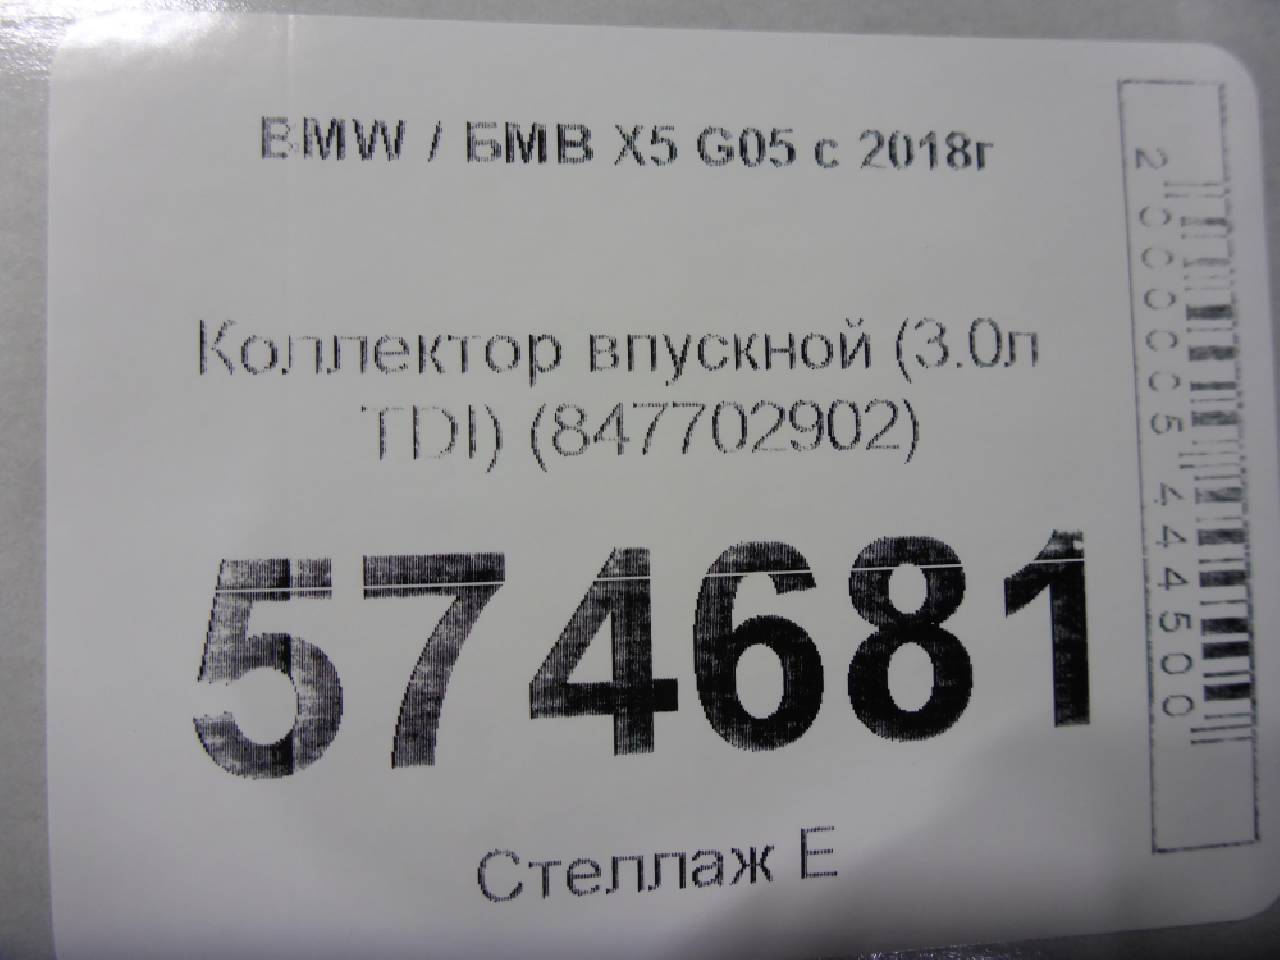 BMW / БМВ X5 G05 с 2018г
Коллектор впускной (3.0л
TDI) (847702902)
574681
Стеллаж Е
2000005444500